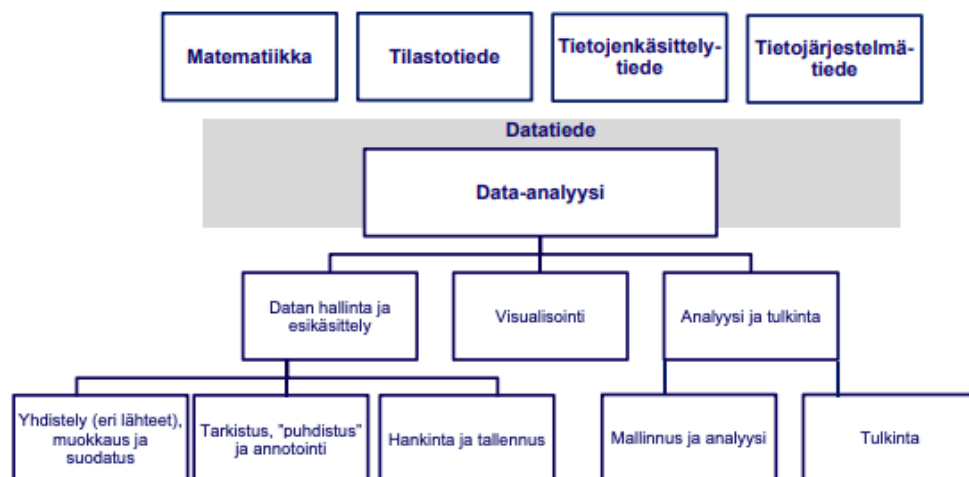 Matematiikka
Tilastotiede
Tietojenkäsittely-
tiede
Tietojärjestelmä-
tiede
Datatiede
Data-analyysi
Datan hallinta ja
esikäsittely
Visualisointi
Analyysi ja tulkinta
Yhdistely (eri lähteet),
muokkaus ja
suodatus
Tarkistus, "puhdistus"
ja annotointi
Hankinta ja tallennus
Mallinnus ja analyysi
Tulkinta